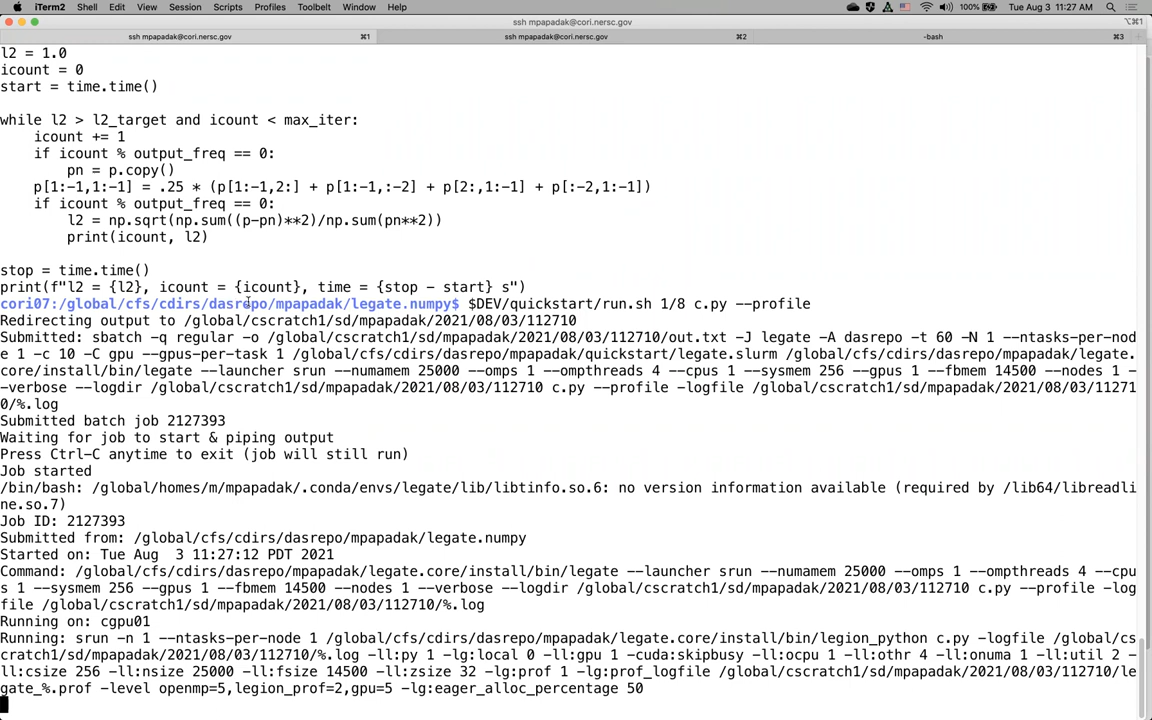 iTerm2 Shell Edit View Session Scripts Profiles Toolbelt Window Help 100% Tue Aug 3 11:27 AM
ssh mpapadak@cori.nersc.gov ⌥⌘1
ssh mpapadak@cori.nersc.gov ⌘1 ssh mpapadak@cori.nersc.gov ⌘2 -bash ⌘3
l2 = 1.0
icount = 0
start = time.time()
while l2 > l2_target and icount < max_iter:
    icount += 1
    if icount % output_freq == 0:
        pn = p.copy()
    p[1:-1,1:-1] = .25 * (p[1:-1,2:] + p[1:-1,:-2] + p[2:,1:-1] + p[:-2,1:-1])
    if icount % output_freq == 0:
        l2 = np.sqrt(np.sum((p-pn)**2)/np.sum(pn**2))
        print(icount, l2)
stop = time.time()
print(f"l2 = {l2}, icount = {icount}, time = {stop - start} s")
cori07:/global/cfs/cdirs/dasrepo/mpapadak/legate.numpy$ $DEV/quickstart/run.sh 1/8 c.py --profile
Redirecting output to /global/cscratch1/sd/mpapadak/2021/08/03/112710
Submitted: sbatch -q regular -o /global/cscratch1/sd/mpapadak/2021/08/03/112710/out.txt -J legate -A dasrepo -t 60 -N 1 --ntasks-per-nod
e 1 -c 10 -C gpu --gpus-per-task 1 /global/cfs/cdirs/dasrepo/mpapadak/quickstart/legate.slurm /global/cfs/cdirs/dasrepo/mpapadak/legate.
core/install/bin/legate --launcher srun --numamem 25000 --omps 1 --ompthreads 4 --cpus 1 --sysmem 256 --gpus 1 --fbmem 14500 --nodes 1 -
-verbose --logdir /global/cscratch1/sd/mpapadak/2021/08/03/112710 c.py --profile -logfile /global/cscratch1/sd/mpapadak/2021/08/03/11271
0/%.log
Submitted batch job 2127393
Waiting for job to start & piping output
Press Ctrl-C anytime to exit (job will still run)
Job started
/bin/bash: /global/homes/m/mpapadak/.conda/envs/legate/lib/libtinfo.so.6: no version information available (required by /lib64/libreadli
ne.so.7)
Job ID: 2127393
Submitted from: /global/cfs/cdirs/dasrepo/mpapadak/legate.numpy
Started on: Tue Aug  3 11:27:12 PDT 2021
Command: /global/cfs/cdirs/dasrepo/mpapadak/legate.core/install/bin/legate --launcher srun --numamem 25000 --omps 1 --ompthreads 4 --cpu
s 1 --sysmem 256 --gpus 1 --fbmem 14500 --nodes 1 --verbose --logdir /global/cscratch1/sd/mpapadak/2021/08/03/112710 c.py --profile -log
file /global/cscratch1/sd/mpapadak/2021/08/03/112710/%.log
Running on: cgpu01
Running: srun -n 1 --ntasks-per-node 1 /global/cfs/cdirs/dasrepo/mpapadak/legate.core/install/bin/legion_python c.py -logfile /global/cs
cratch1/sd/mpapadak/2021/08/03/112710/%.log -ll:py 1 -lg:local 0 -ll:gpu 1 -cuda:skipbusy -ll:ocpu 1 -ll:othr 4 -ll:onuma 1 -ll:util 2 -
ll:csize 256 -ll:nsize 25000 -ll:fsize 14500 -ll:zsize 32 -lg:prof 1 -lg:prof_logfile /global/cscratch1/sd/mpapadak/2021/08/03/112710/le
gate_%.prof -level openmp=5,legion_prof=2,gpu=5 -lg:eager_alloc_percentage 50